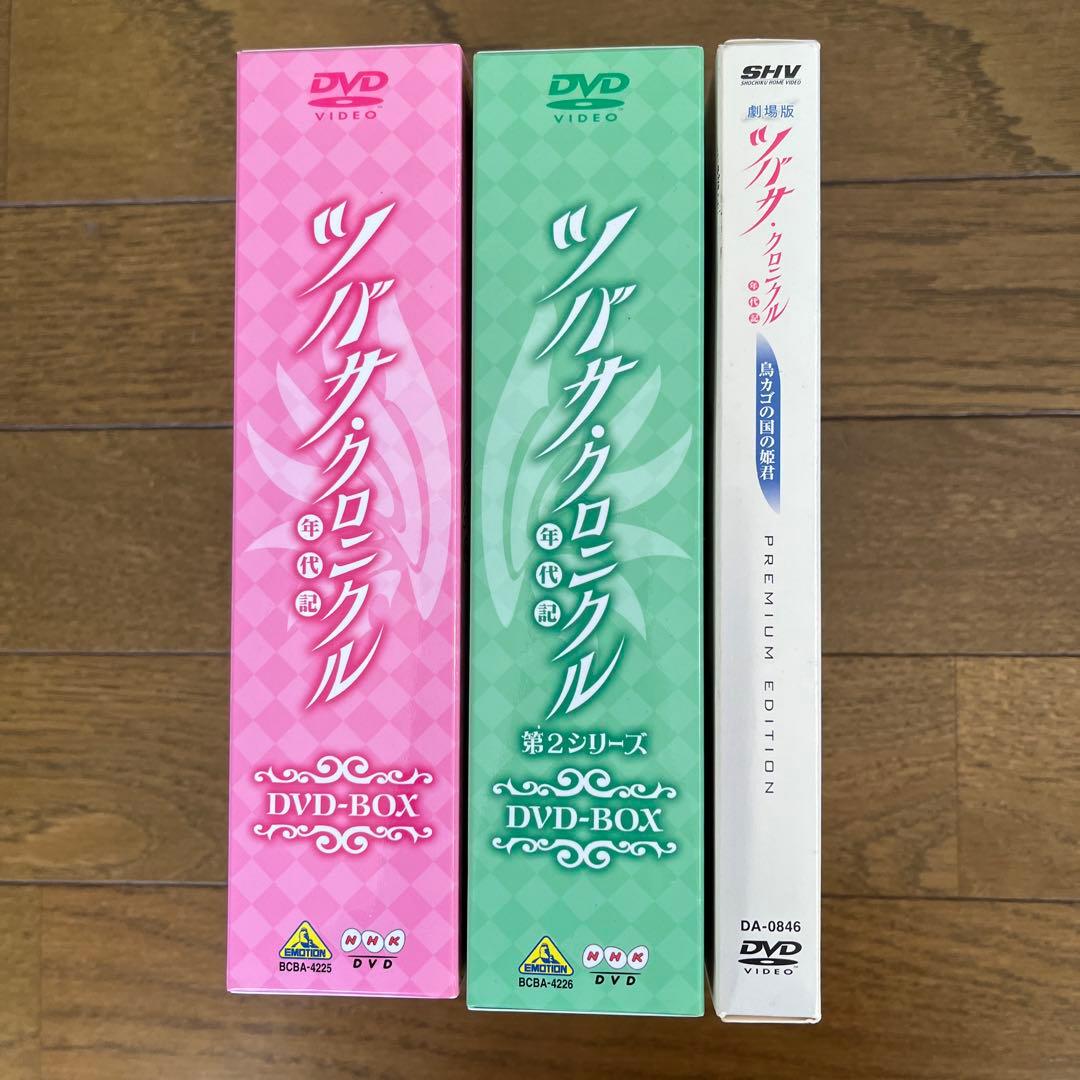 DVD
VIDEO
ツバサ・クロニクル
年代記
DVD-BOX
EMOTION
BCBA-4225
NHK
DVD
DVD
VIDEO
ツバサ・クロニクル
年代記
第2シリーズ
DVD-BOX
EMOTION
BCBA-4226
NHK
DVD
SHV
SHOCHIKU HOME VIDEO
劇場版
ツバサ・クロニクル
年代記
鳥カゴの国の姫君
PREMIUM EDITION
DA-0846
DVD
VIDEO